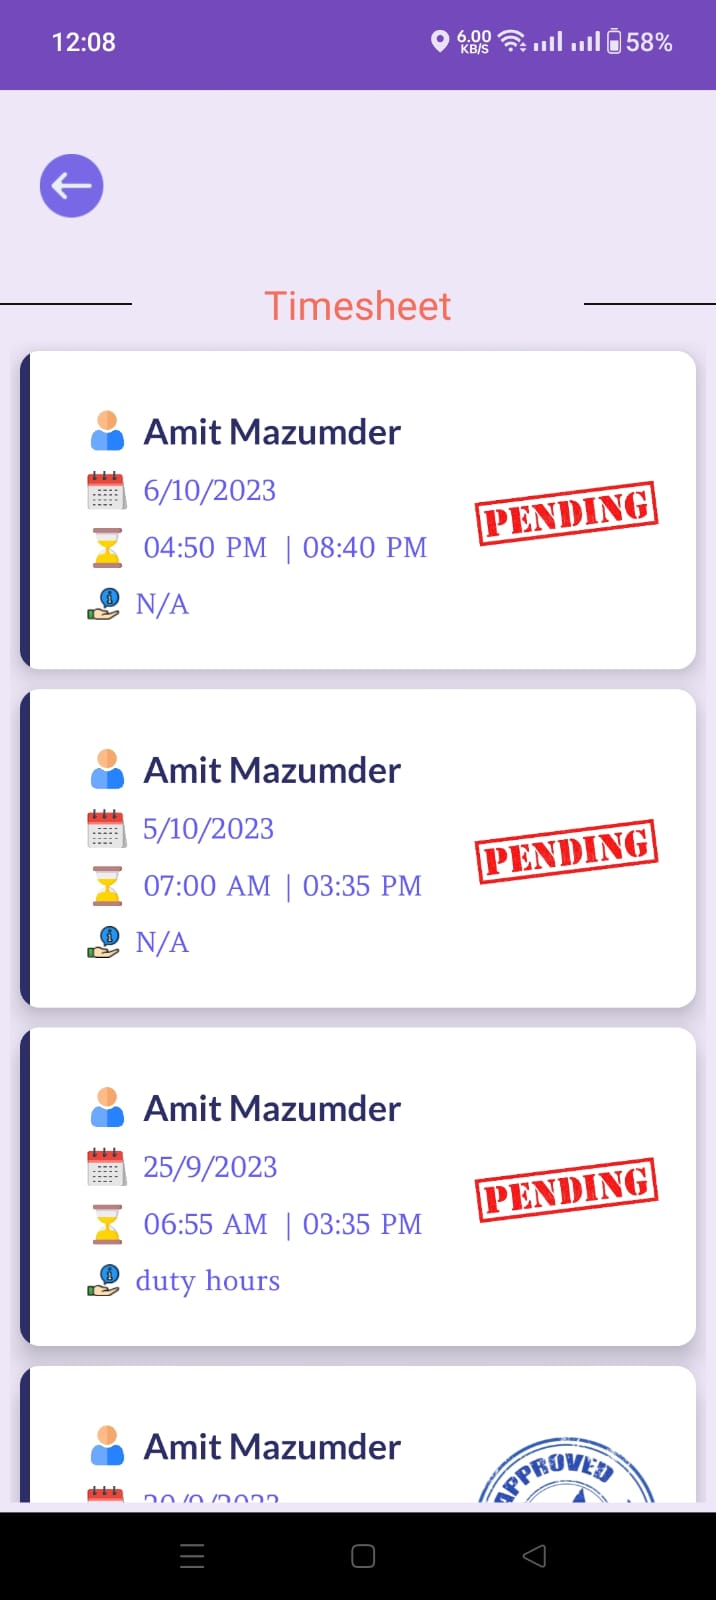 12:08
6.00
KB/S
58%
Timesheet
Amit Mazumder
6/10/2023
04:50 PM | 08:40 PM
N/A
PENDING
Amit Mazumder
5/10/2023
07:00 AM | 03:35 PM
N/A
PENDING
Amit Mazumder
25/9/2023
06:55 AM | 03:35 PM
duty hours
PENDING
Amit Mazumder
APPROVED